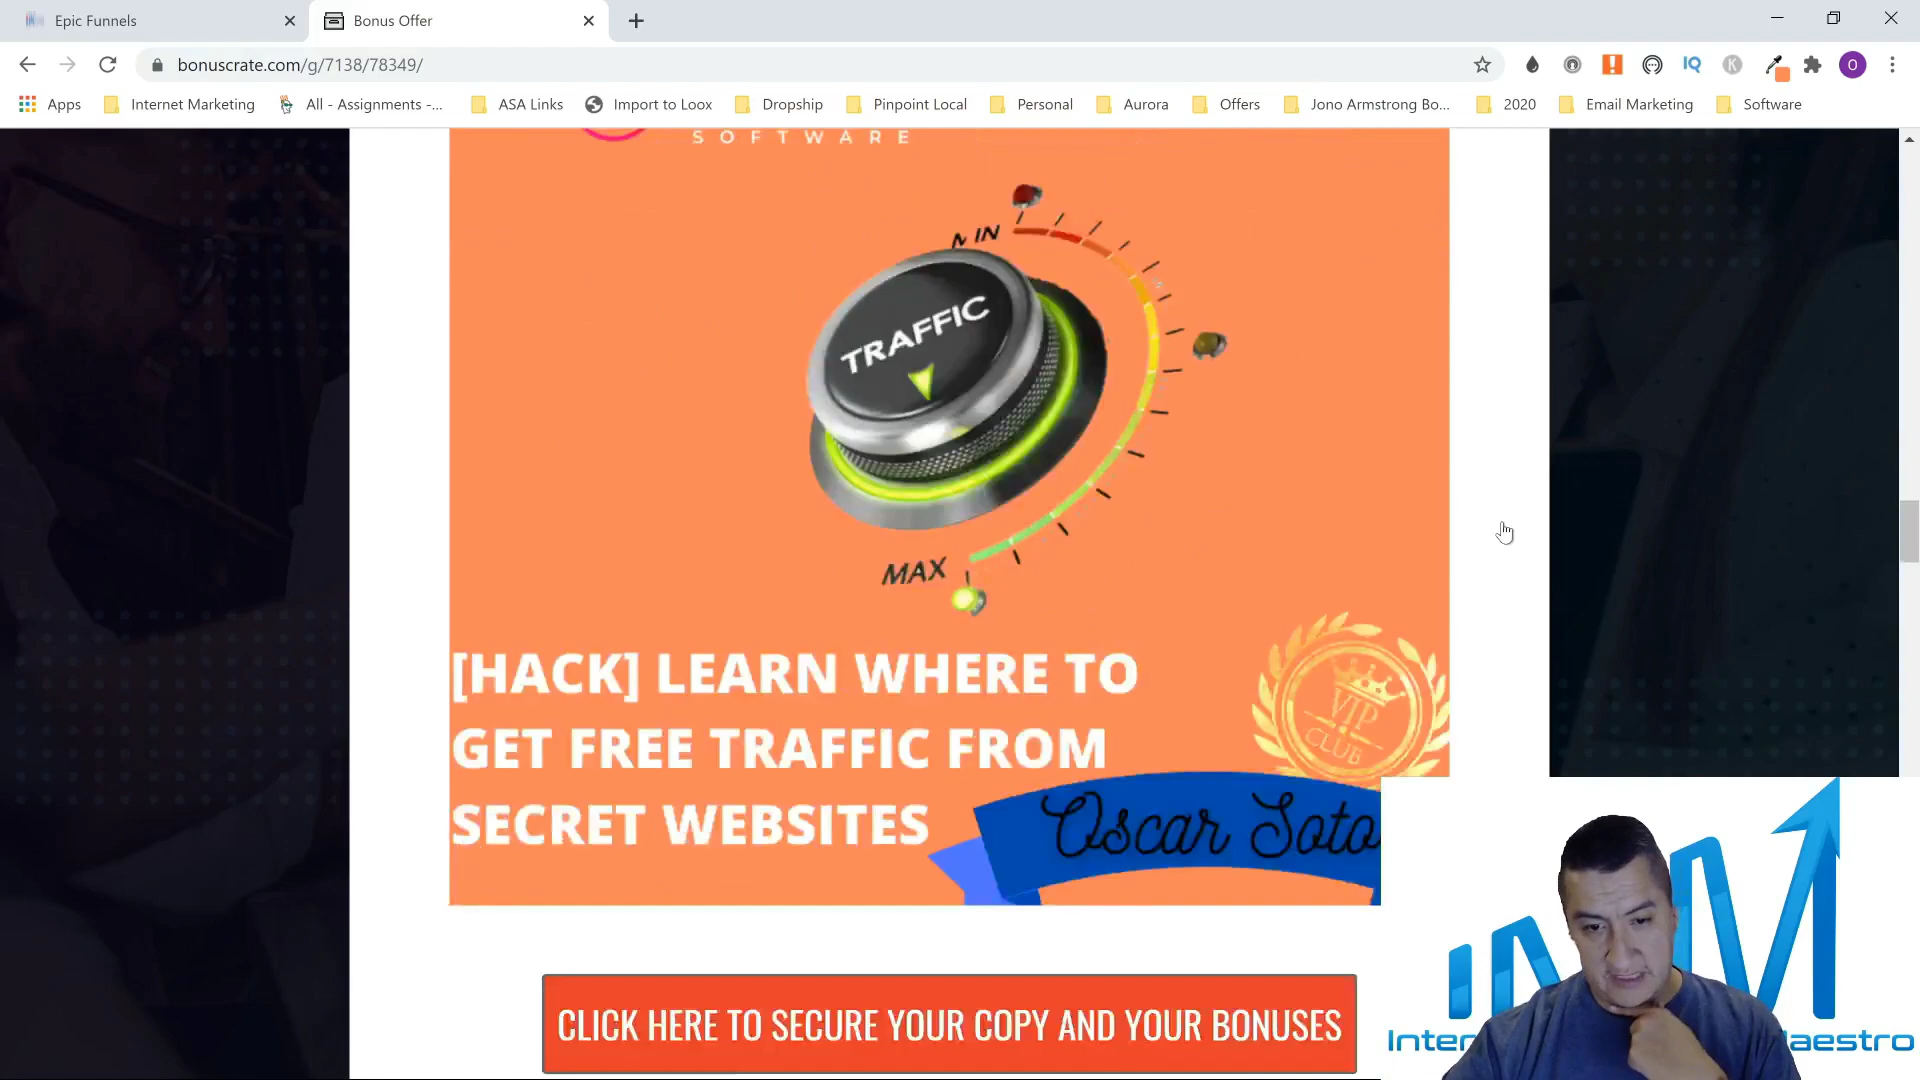 Epic Funnels
Bonus Offer
bonuscrate.com/g/7138/78349/
O
Apps
Internet Marketing
All - Assignments -...
ASA Links
Import to Loox
Dropship
Pinpoint Local
Personal
Aurora
Offers
Jono Armstrong Bo...
2020
Email Marketing
Software
SOFTWARE
MIN
TRAFFIC
MAX
[HACK] LEARN WHERE TO
GET FREE TRAFFIC FROM
SECRET WEBSITES
VIP
CLUB
Oscar Soto
CLICK HERE TO SECURE YOUR COPY AND YOUR BONUSES